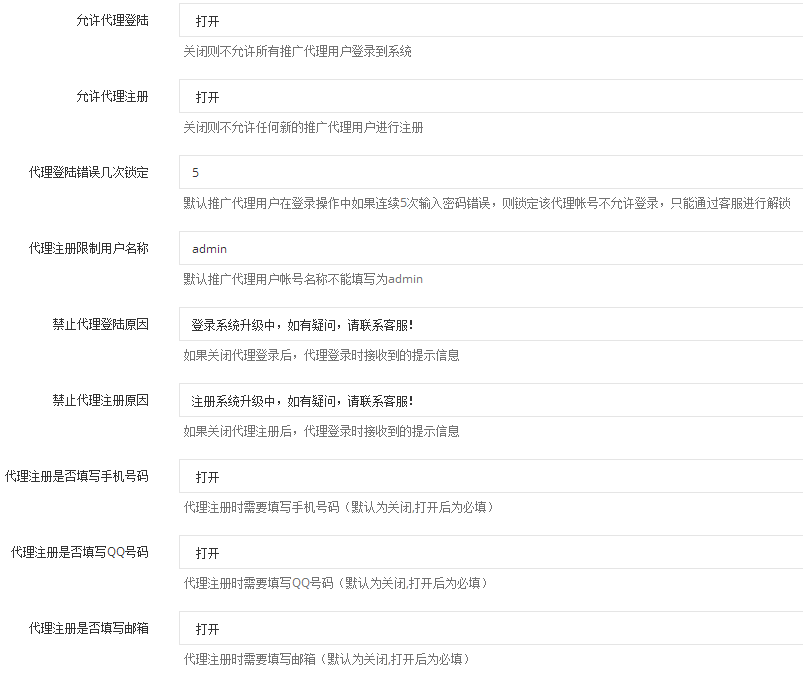 允许代理登陆 打开
关闭则不允许所有推广代理用户登录到系统
允许代理注册 打开
关闭则不允许任何新的推广代理用户进行注册
代理登陆错误几次锁定 5
默认推广代理用户在登录操作中如果连续5次输入密码错误，则锁定该代理帐号不允许登录，只能通过客服进行解锁
代理注册限制用户名称 admin
默认推广代理用户帐号名称不能填写为admin
禁止代理登陆原因 登录系统升级中，如有疑问，请联系客服！
如果关闭代理登录后，代理登录时接收到的提示信息
禁止代理注册原因 注册系统升级中，如有疑问，请联系客服！
如果关闭代理注册后，代理登录时接收到的提示信息
代理注册是否填写手机号码 打开
代理注册时需要填写手机号码（默认为关闭,打开后为必填）
代理注册是否填写QQ号码 打开
代理注册时需要填写QQ号码（默认为关闭,打开后为必填）
代理注册是否填写邮箱 打开
代理注册时需要填写邮箱（默认为关闭,打开后为必填）